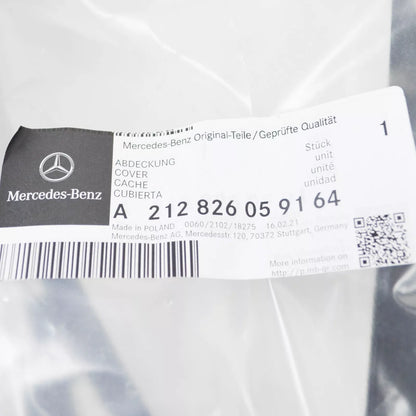 Mercedes-Benz Original-Teile/Geprüfte Qualität
Mercedes-Benz
ABDECKUNG
COVER
CACHE
CUBIERTA
Stück
unit
unité
unidad
1
A 212 826 05 91 64
Made in POLAND 0060/2102/18275 16.02.21
Mercedes-Benz AG, Mercedesstr. 120, 70372 Stuttgart, Germany
More information on